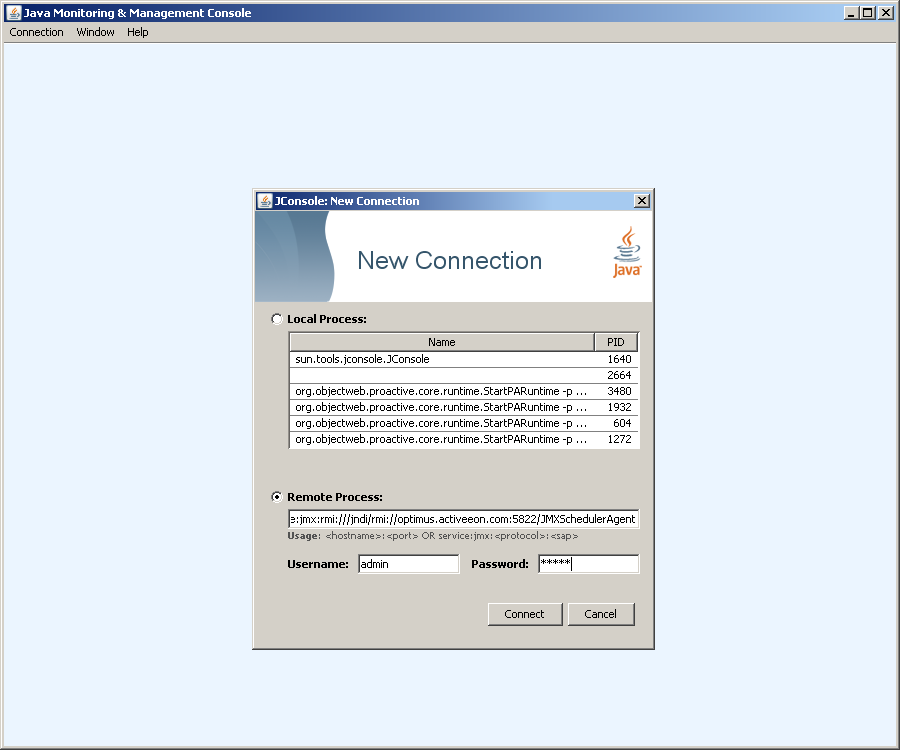 Java Monitoring & Management Console
Connection Window Help
JConsole: New Connection
New Connection
Java
Local Process:
Name PID
sun.tools.jconsole.JConsole 1640
2664
org.objectweb.proactive.core.runtime.StartPARuntime -p ... 3480
org.objectweb.proactive.core.runtime.StartPARuntime -p ... 1932
org.objectweb.proactive.core.runtime.StartPARuntime -p ... 604
org.objectweb.proactive.core.runtime.StartPARuntime -p ... 1272
Remote Process:
e:jmx:rmi:///jndi/rmi://optimus.activeeon.com:5822/JMXSchedulerAgent
Usage: <hostname>:<port> OR service:jmx:<protocol>:<sap>
Username: admin Password: *****
Connect Cancel